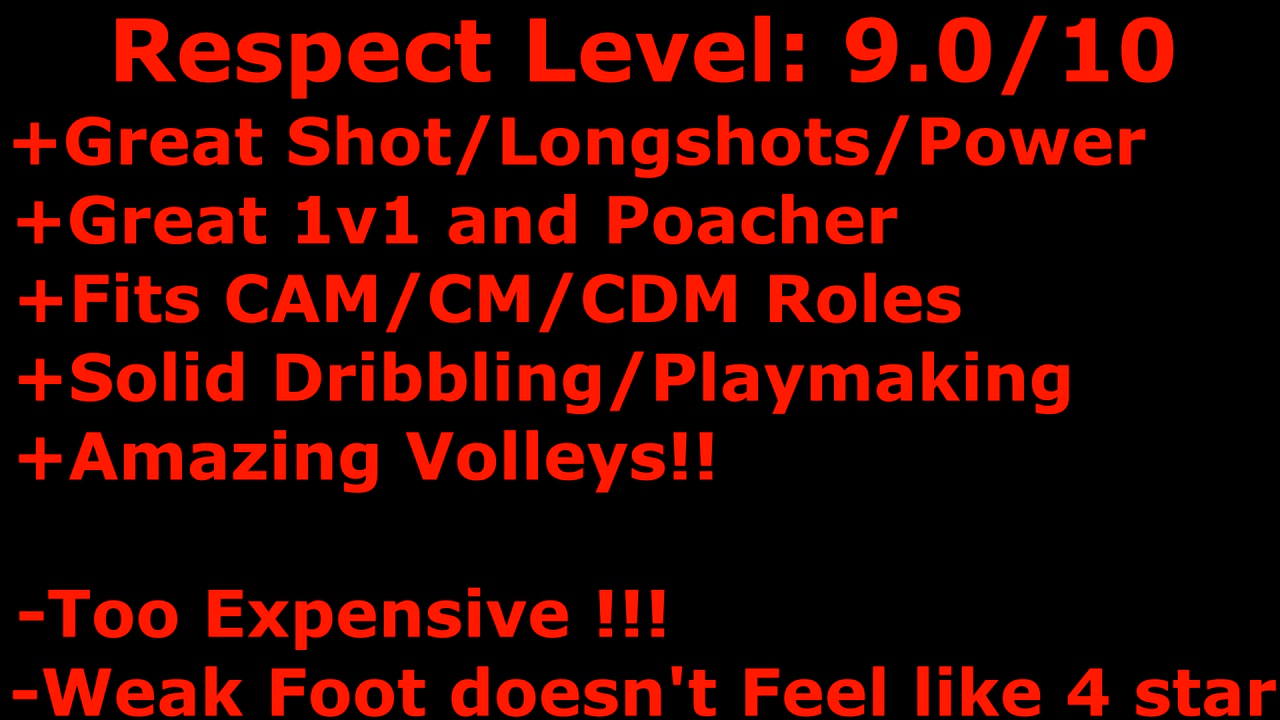 Respect Level: 9.0/10
+Great Shot/Longshots/Power
+Great 1v1 and Poacher
+Fits CAM/CM/CDM Roles
+Solid Dribbling/Playmaking
+Amazing Volleys!!
-Too Expensive !!!
-Weak Foot doesn't Feel like 4 star